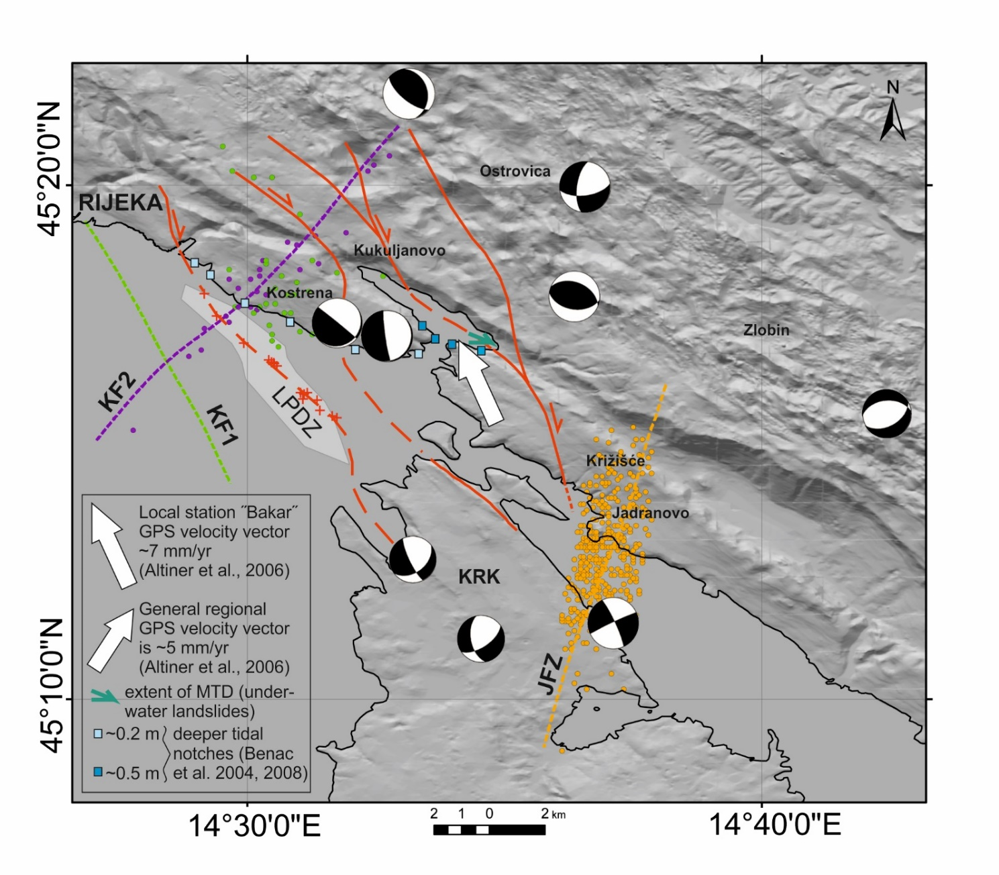 N
45°20'0"N
Ostrovica
RIJEKA
Kukuljanovo
Kostrena
Zlobin
KF2
LPDZ
KF1
Križišće
Jadranovo
Local station ˝Bakar˝
GPS velocity vector
~7 mm/yr
(Altiner et al., 2006)
KRK
General regional
GPS velocity vector
is ~5 mm/yr
(Altiner et al., 2006)
JFZ
45°10'0"N
extent of MTD (under-
water landslides)
~0.2 m
deeper tidal
notches (Benac
~0.5 m
et al. 2004, 2008)
14°30'0"E
2 1 0 2 km
14°40'0"E